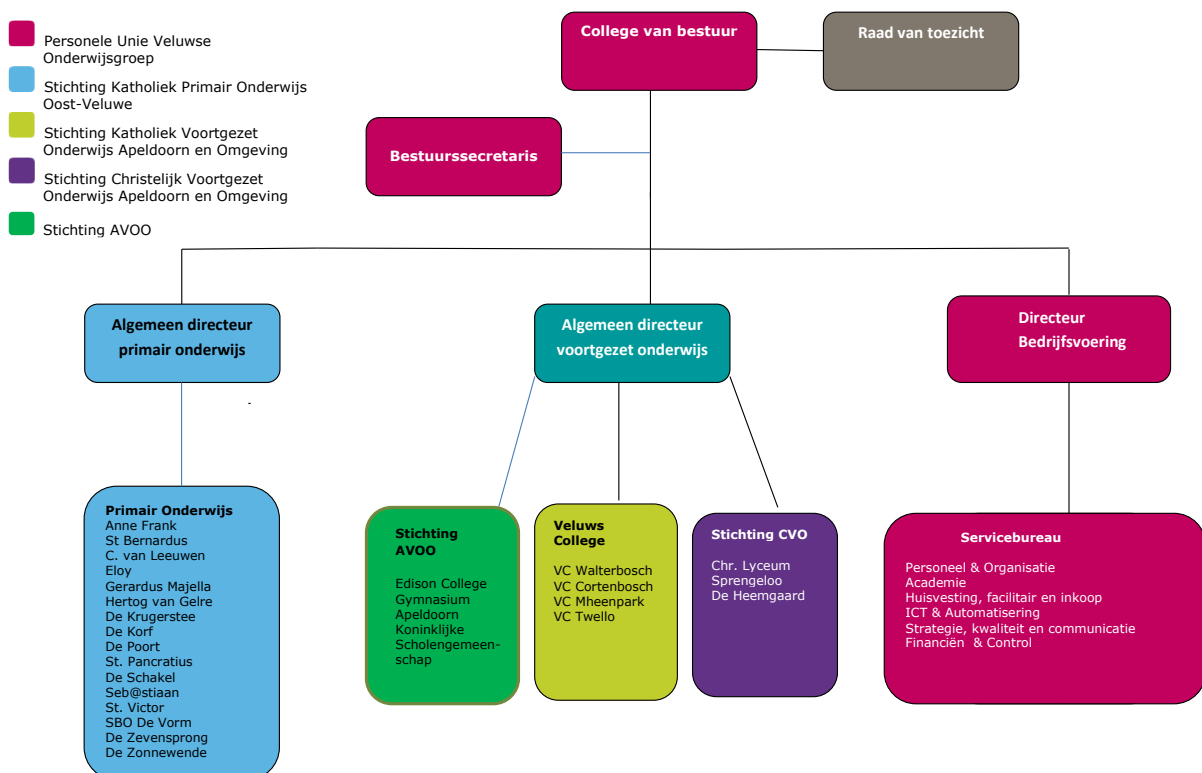 Personele Unie Veluwse
Onderwijsgroep
Stichting Katholiek Primair Onderwijs
Oost-Veluwe
Stichting Katholiek Voortgezet
Onderwijs Apeldoorn en Omgeving
Stichting Christelijk Voortgezet
Onderwijs Apeldoorn en Omgeving
Stichting AVOO
College van bestuur
Raad van toezicht
Bestuurssecretaris
Algemeen directeur
primair onderwijs
Algemeen directeur
voortgezet onderwijs
Directeur
Bedrijfsvoering
Primair Onderwijs
Anne Frank
St Bernardus
C. van Leeuwen
Eloy
Gerardus Majella
Hertog van Gelre
De Krugerstee
De Korf
De Poort
St. Pancratius
De Schakel
Seb@stiaan
St. Victor
SBO De Vorm
De Zevensprong
De Zonnewende
Stichting
AVOO
Edison College
Gymnasium
Apeldoorn
Koninklijke
Scholengemeen-
schap
Veluws
College
VC Walterbosch
VC Cortenbosch
VC Mheenpark
VC Twello
Stichting CVO
Chr. Lyceum
Sprengeloo
De Heemgaard
Servicebureau
Personeel & Organisatie
Academie
Huisvesting, facilitair en inkoop
ICT & Automatisering
Strategie, kwaliteit en communicatie
Financiën & Control